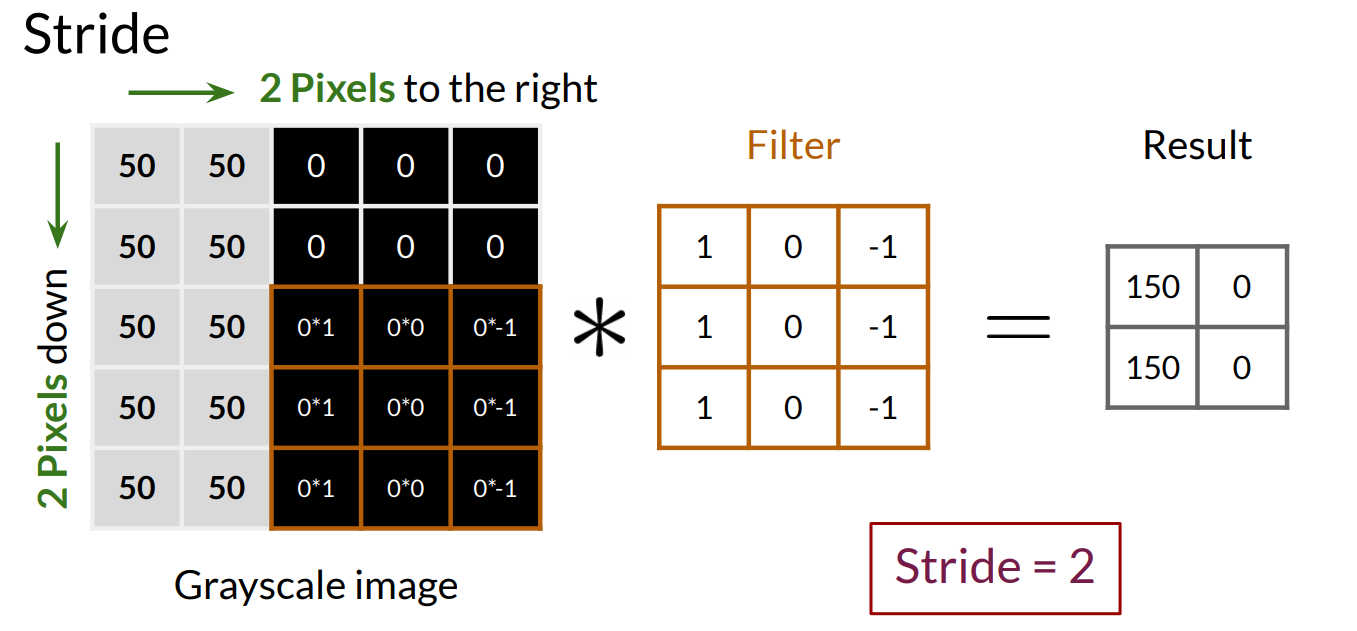 Stride
2 Pixels to the right
2 Pixels down
50 50 0 0 0
50 50 0 0 0
50 50 0*1 0*0 0*-1
50 50 0*1 0*0 0*-1
50 50 0*1 0*0 0*-1
Grayscale image
*
Filter
1 0 -1
1 0 -1
1 0 -1
=
Result
150 0
150 0
Stride = 2